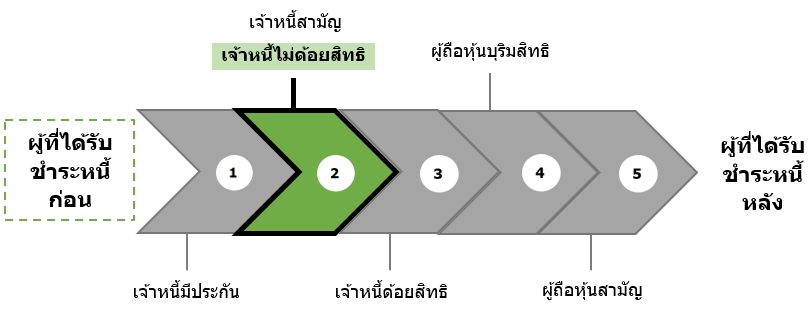 เจ้าหนี้สามัญ
เจ้าหนี้ไม่ด้อยสิทธิ
ผู้ถือหุ้นบุริมสิทธิ
ผู้ที่ได้รับ
ชำระหนี้
ก่อน
1
2
3
4
5
ผู้ที่ได้รับ
ชำระหนี้
หลัง
เจ้าหนี้มีประกัน
เจ้าหนี้ด้อยสิทธิ
ผู้ถือหุ้นสามัญ